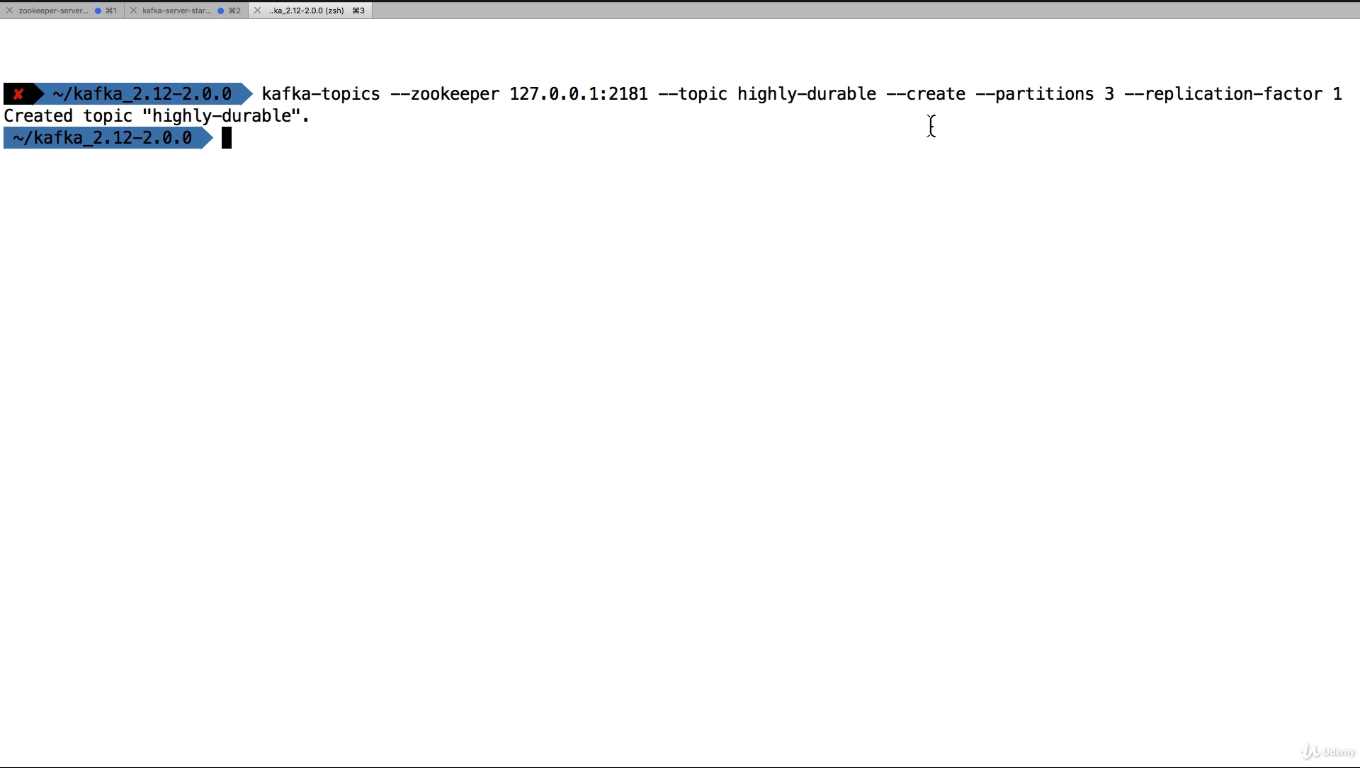 zookeeper-server... ⌘1 kafka-server-star... ⌘2 ..ka_2.12-2.0.0 (zsh) ⌘3
✘ ~/kafka_2.12-2.0.0 kafka-topics --zookeeper 127.0.0.1:2181 --topic highly-durable --create --partitions 3 --replication-factor 1
Created topic "highly-durable".
~/kafka_2.12-2.0.0
Udemy